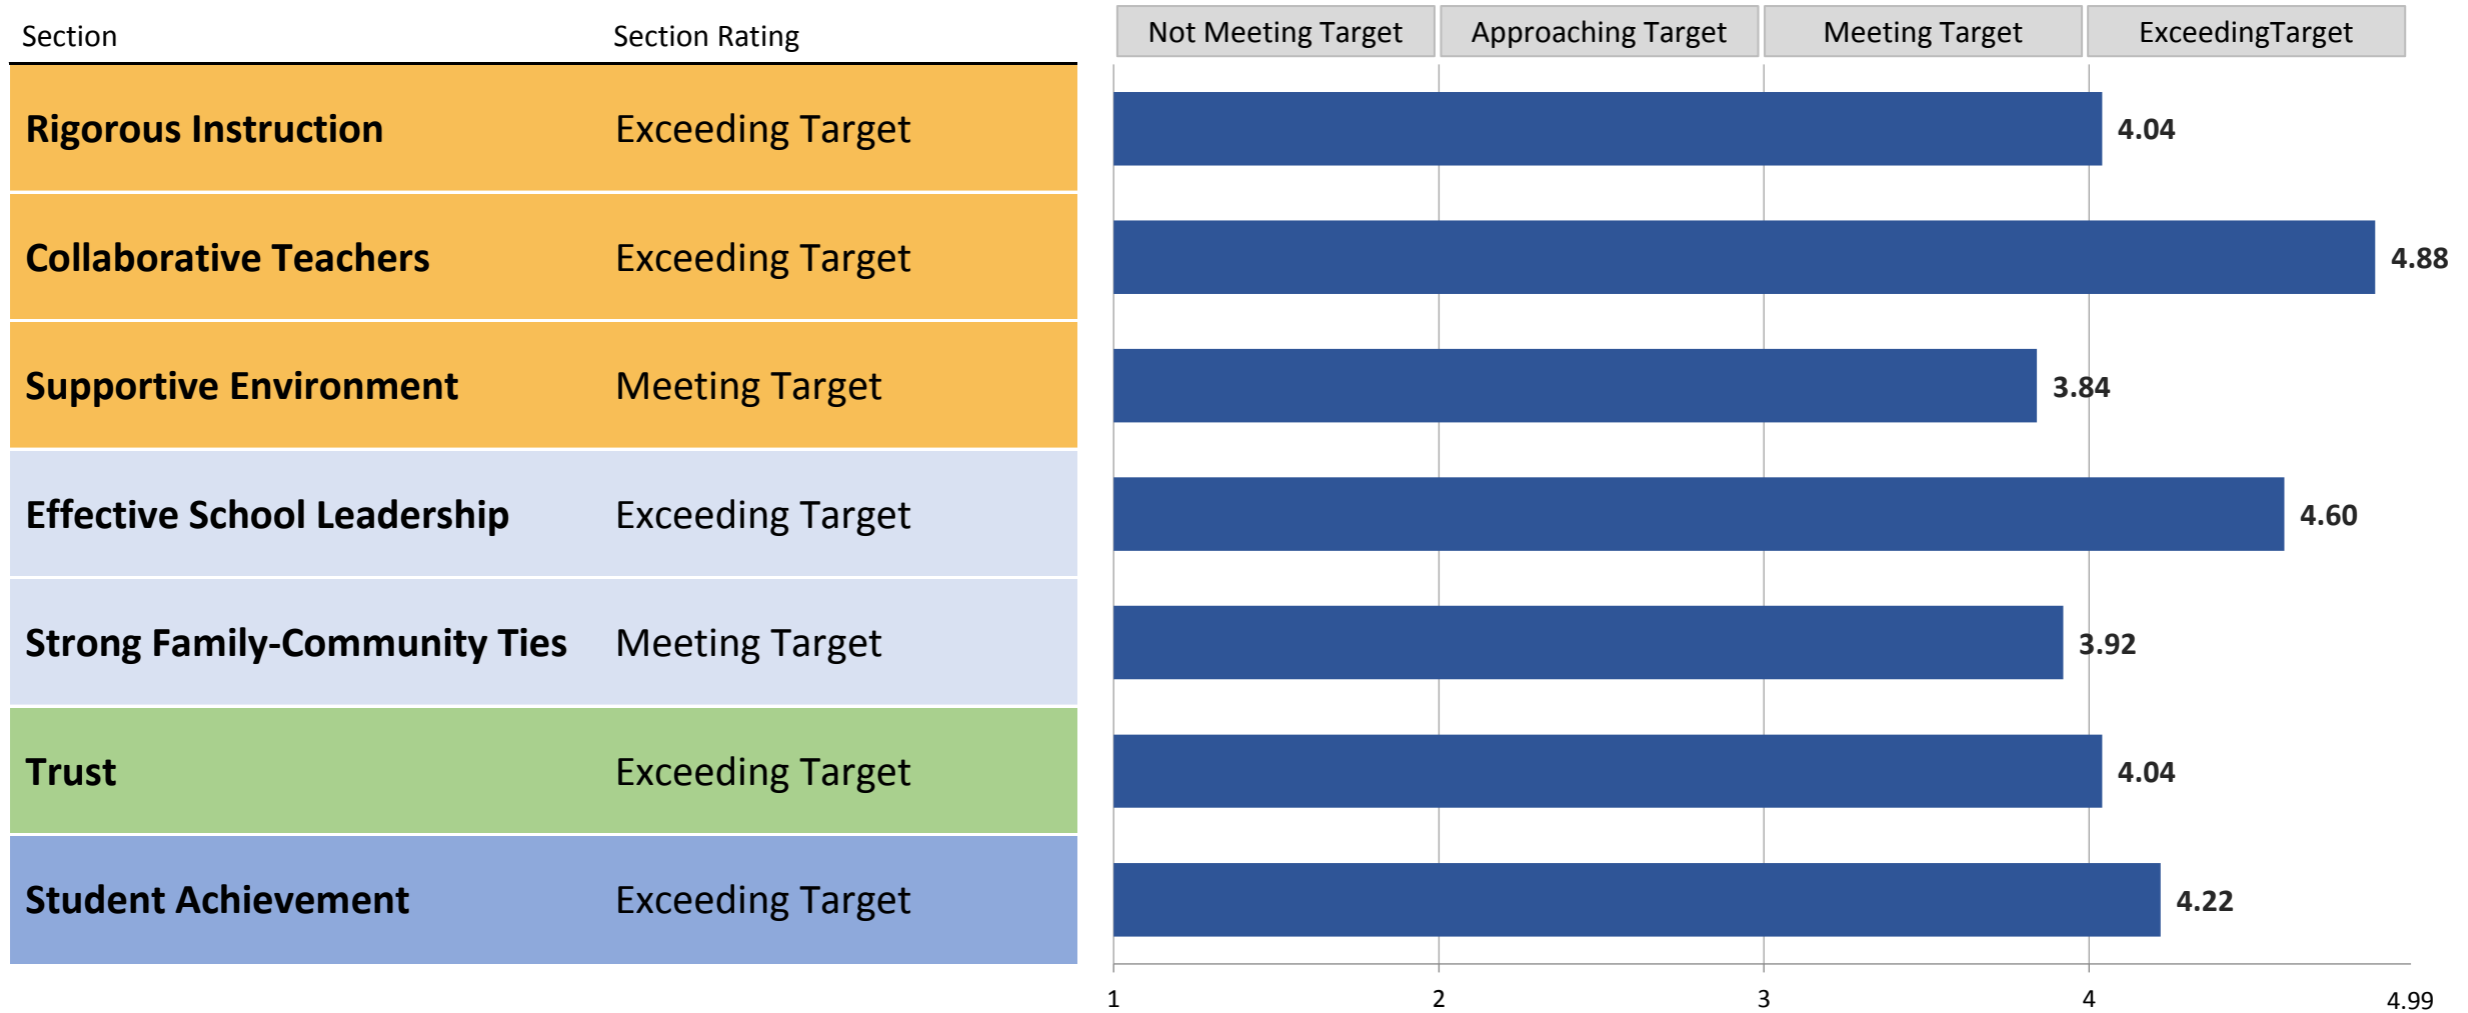 Section Section Rating Not Meeting Target Approaching Target Meeting Target ExceedingTarget
Rigorous Instruction Exceeding Target 4.04
Collaborative Teachers Exceeding Target 4.88
Supportive Environment Meeting Target 3.84
Effective School Leadership Exceeding Target 4.60
Strong Family-Community Ties Meeting Target 3.92
Trust Exceeding Target 4.04
Student Achievement Exceeding Target 4.22
1 2 3 4 4.99